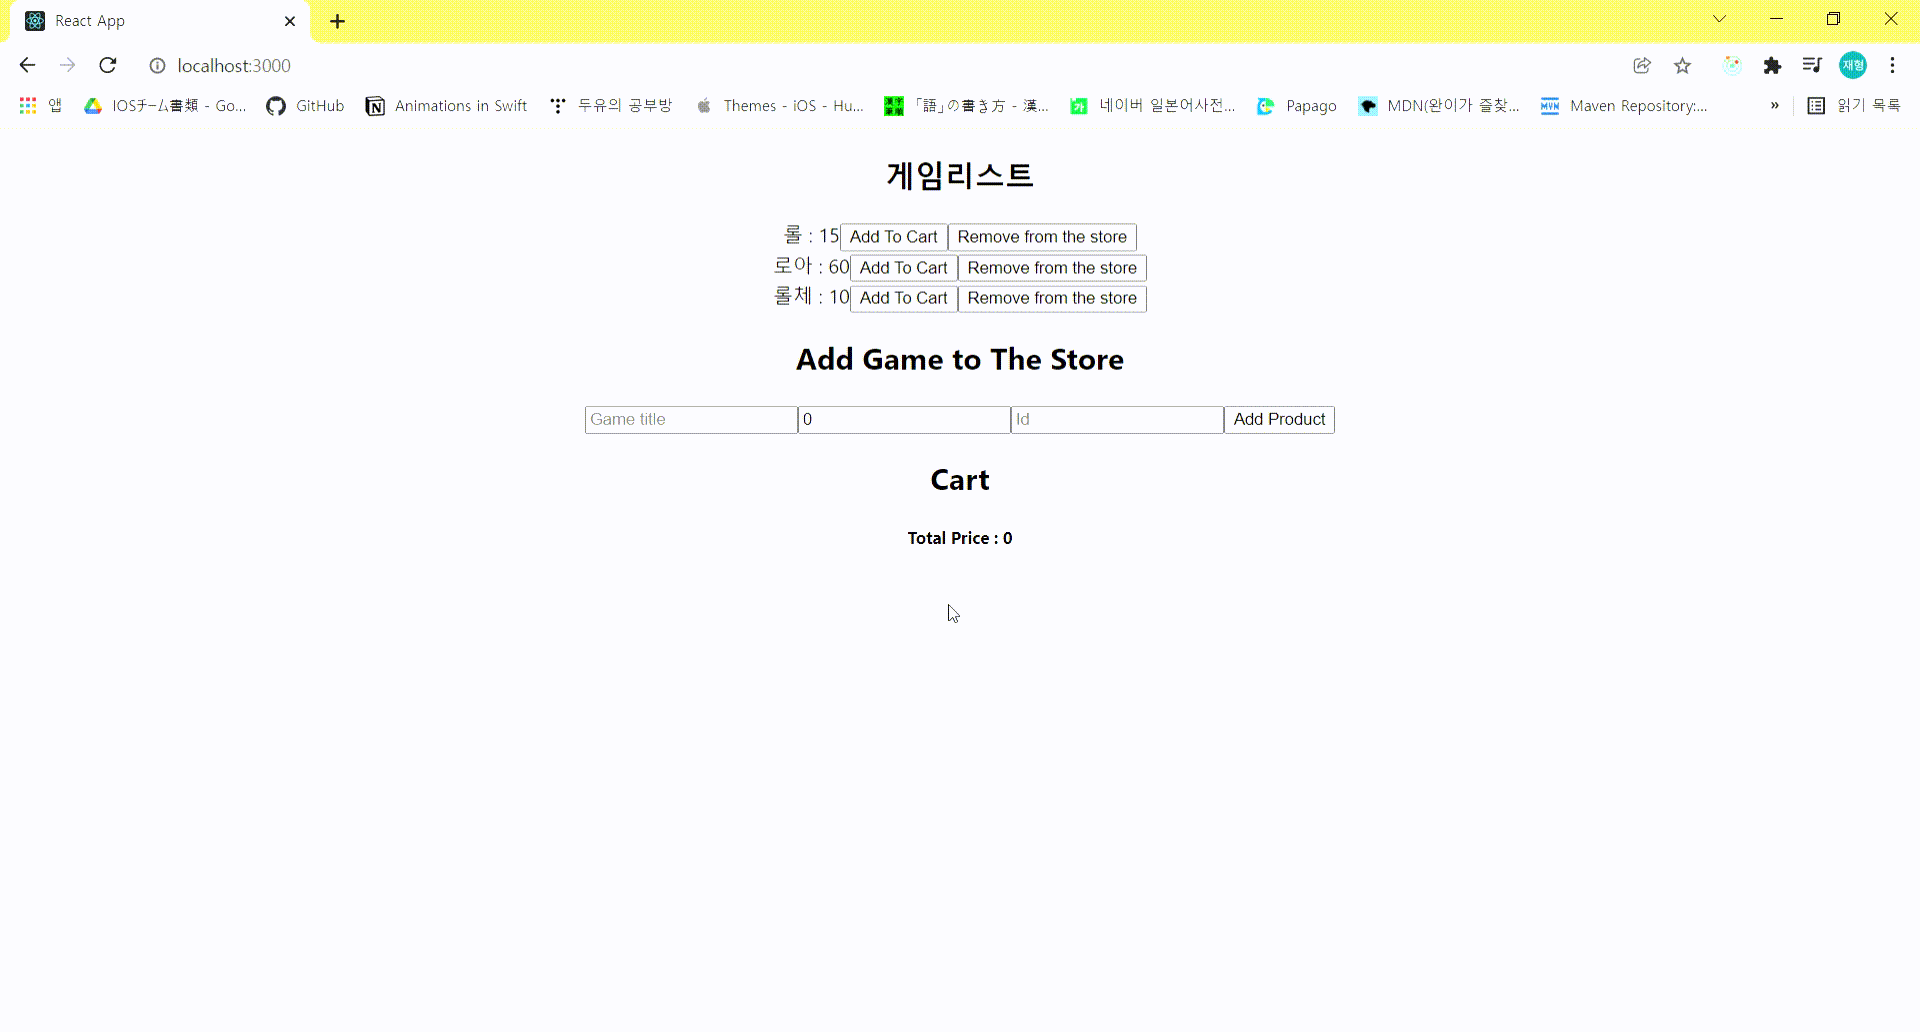 React App
localhost:3000
재형
앱 IOSﾁｰﾑ書類 - Go... GitHub Animations in Swift 두유의 공부방 Themes - iOS - Hu... 「語」の書き方 - 漢... 네이버 일본어사전... Papago MDN(완이가 즐찾... Maven Repository:... » 읽기 목록
게임리스트
롤 : 15 Add To Cart Remove from the store
로아 : 60 Add To Cart Remove from the store
롤체 : 10 Add To Cart Remove from the store
Add Game to The Store
Game title 0 Id Add Product
Cart
Total Price : 0